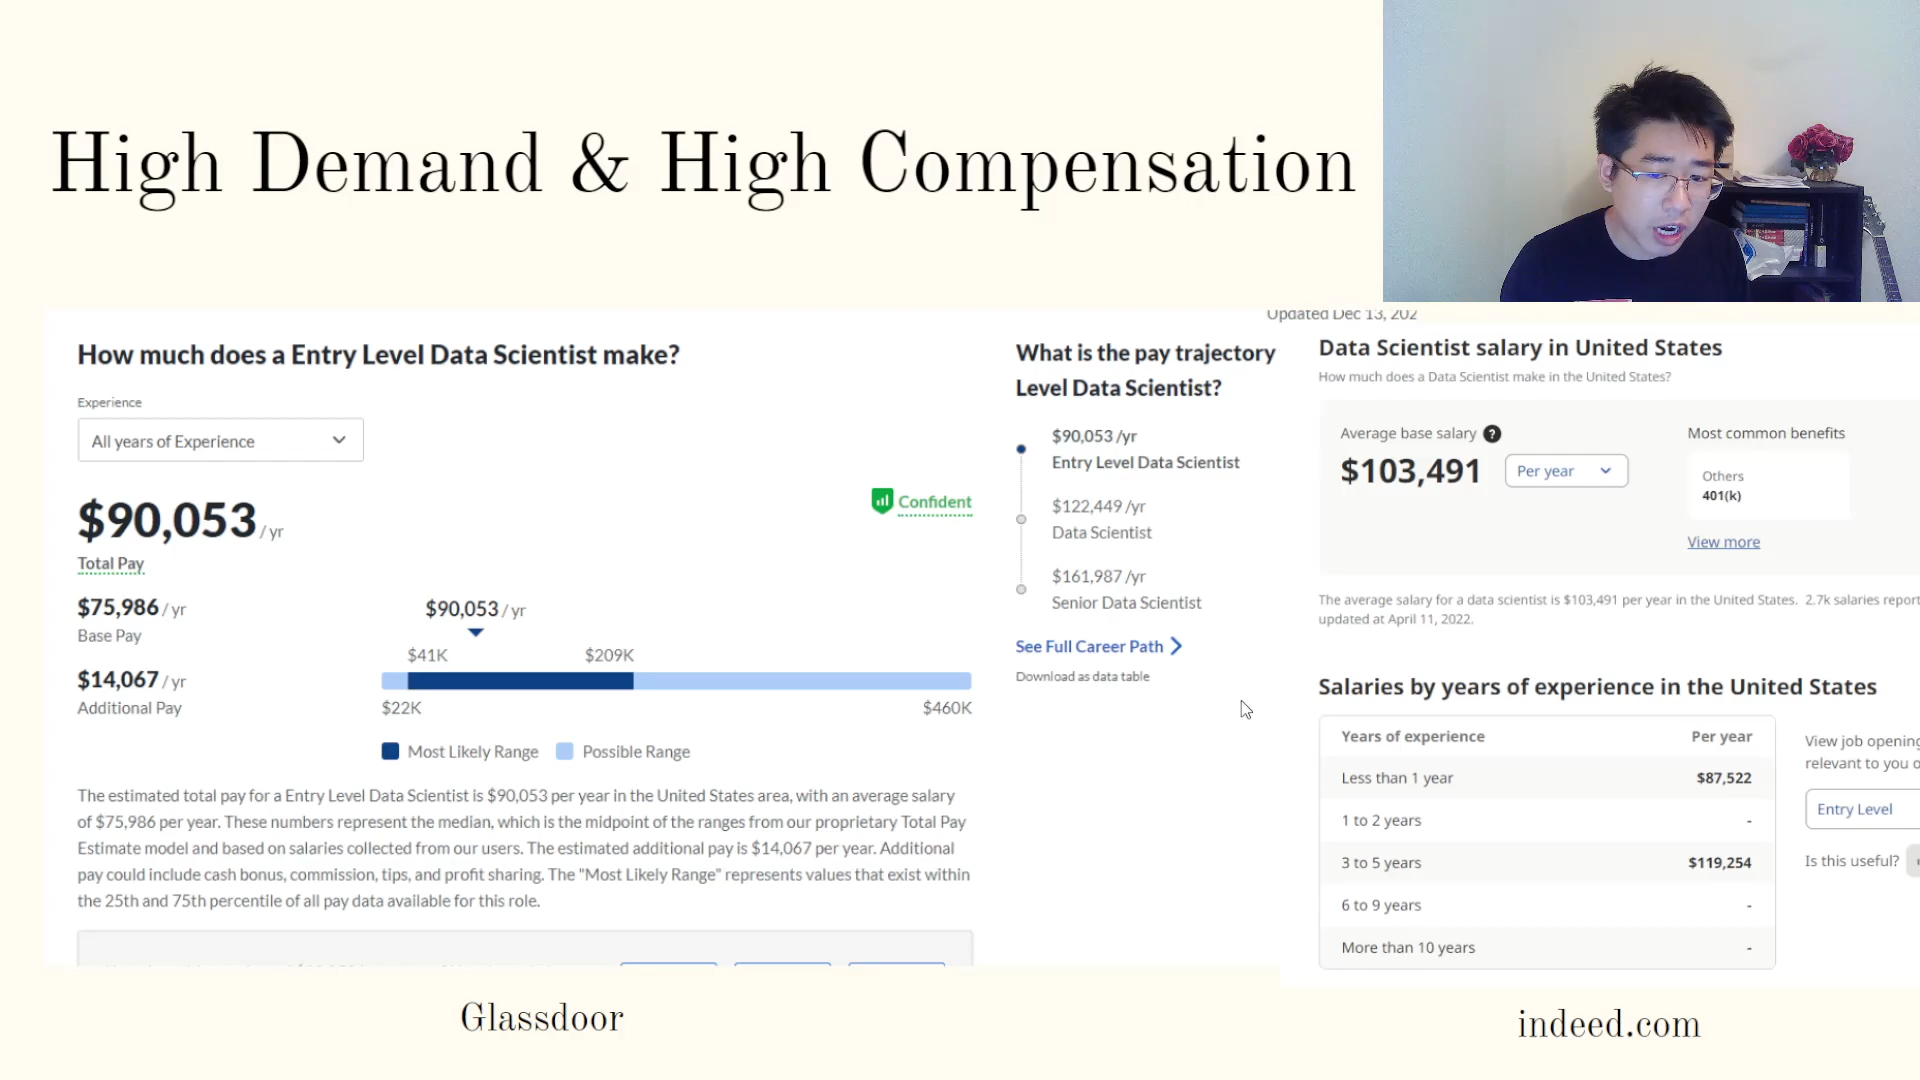 High Demand & High Compensation
How much does a Entry Level Data Scientist make?
Experience
All years of Experience
$90,053 / yr
Confident
Total Pay
$75,986 / yr
Base Pay
$14,067 / yr
Additional Pay
$90,053 / yr
$41K
$209K
$22K
$460K
Most Likely Range
Possible Range
The estimated total pay for a Entry Level Data Scientist is $90,053 per year in the United States area, with an average salary
of $75,986 per year. These numbers represent the median, which is the midpoint of the ranges from our proprietary Total Pay
Estimate model and based on salaries collected from our users. The estimated additional pay is $14,067 per year. Additional
pay could include cash bonus, commission, tips, and profit sharing. The "Most Likely Range" represents values that exist within
the 25th and 75th percentile of all pay data available for this role.
What is the pay trajectory
Level Data Scientist?
$90,053 /yr
Entry Level Data Scientist
$122,449 /yr
Data Scientist
$161,987 /yr
Senior Data Scientist
See Full Career Path
Download as data table
Updated Dec 13, 202
Data Scientist salary in United States
How much does a Data Scientist make in the United States?
Average base salary ?
$103,491
Per year
Most common benefits
Others
401(k)
View more
The average salary for a data scientist is $103,491 per year in the United States. 2.7k salaries report
updated at April 11, 2022.
Salaries by years of experience in the United States
Years of experience Per year
Less than 1 year $87,522
1 to 2 years -
3 to 5 years $119,254
6 to 9 years -
More than 10 years -
View job opening
relevant to you o
Entry Level
Is this useful?
Glassdoor
indeed.com